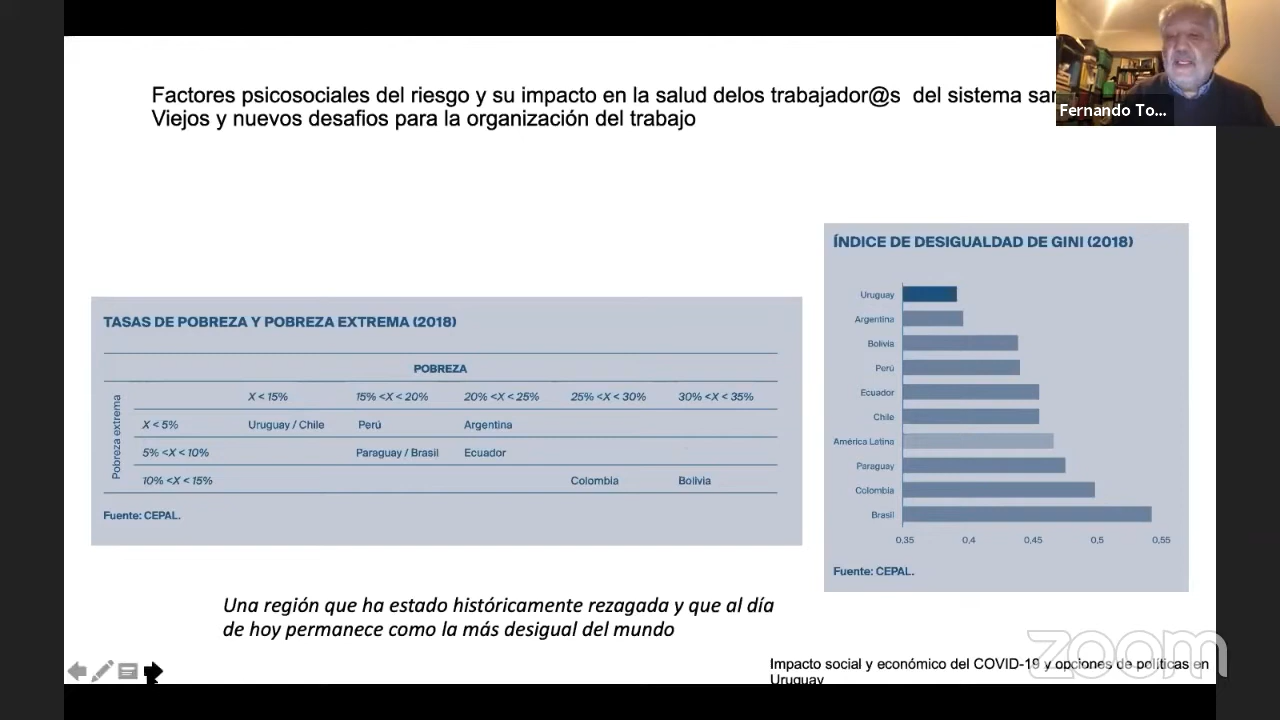 Factores psicosociales del riesgo y su impacto en la salud delos trabajador@s del sistema
Viejos y nuevos desafios para la organización del trabajo
Fernando To...
TASAS DE POBREZA Y POBREZA EXTREMA (2018)
POBREZA
X < 15% 15% <X < 20% 20% <X < 25% 25% <X < 30% 30% <X < 35%
Pobreza extrema
X < 5% Uruguay / Chile Perú Argentina
5% <X < 10% Paraguay / Brasil Ecuador
10% <X < 15% Colombia Bolivia
Fuente: CEPAL.
ÍNDICE DE DESIGUALDAD DE GINI (2018)
Uruguay
Argentina
Bolivia
Perú
Ecuador
Chile
América Latina
Paraguay
Colombia
Brasil
0,35 0,4 0,45 0,5 0,55
Fuente: CEPAL.
Una región que ha estado históricamente rezagada y que al día
de hoy permanece como la más desigual del mundo
zoom
Impacto social y económico del COVID-19 y opciones de políticas en
Uruguay